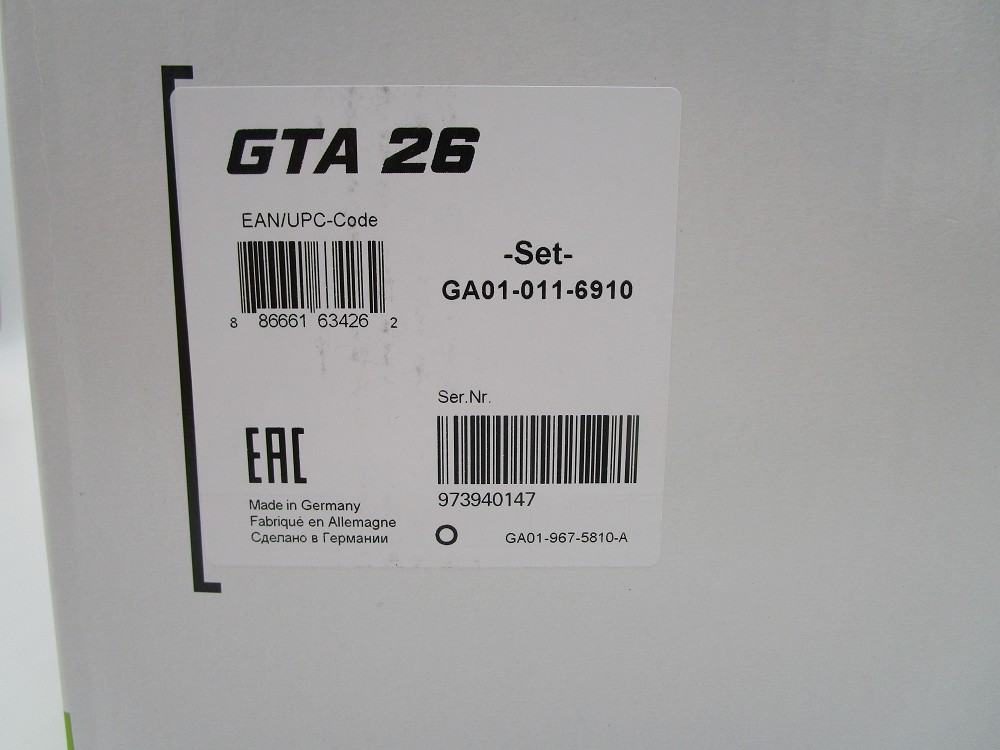 GTA 26
EAN/UPC-Code
8 86661 63426 2
-Set-
GA01-011-6910
Ser.Nr.
973940147
EAC
Made in Germany
Fabriqué en Allemagne
Сделано в Германии
GA01-967-5810-A